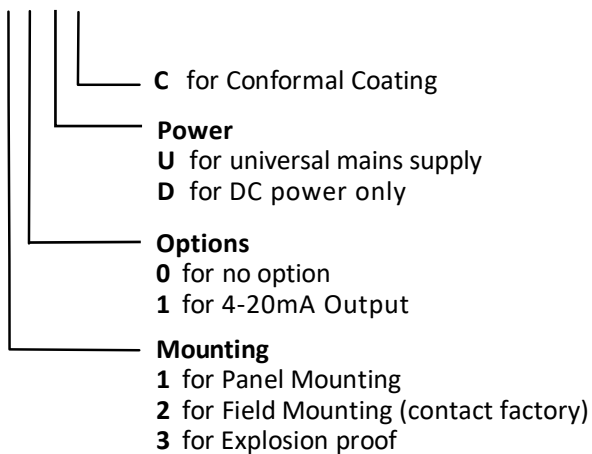 C for Conformal Coating
Power
U for universal mains supply
D for DC power only
Options
0 for no option
1 for 4-20mA Output
Mounting
1 for Panel Mounting
2 for Field Mounting (contact factory)
3 for Explosion proof